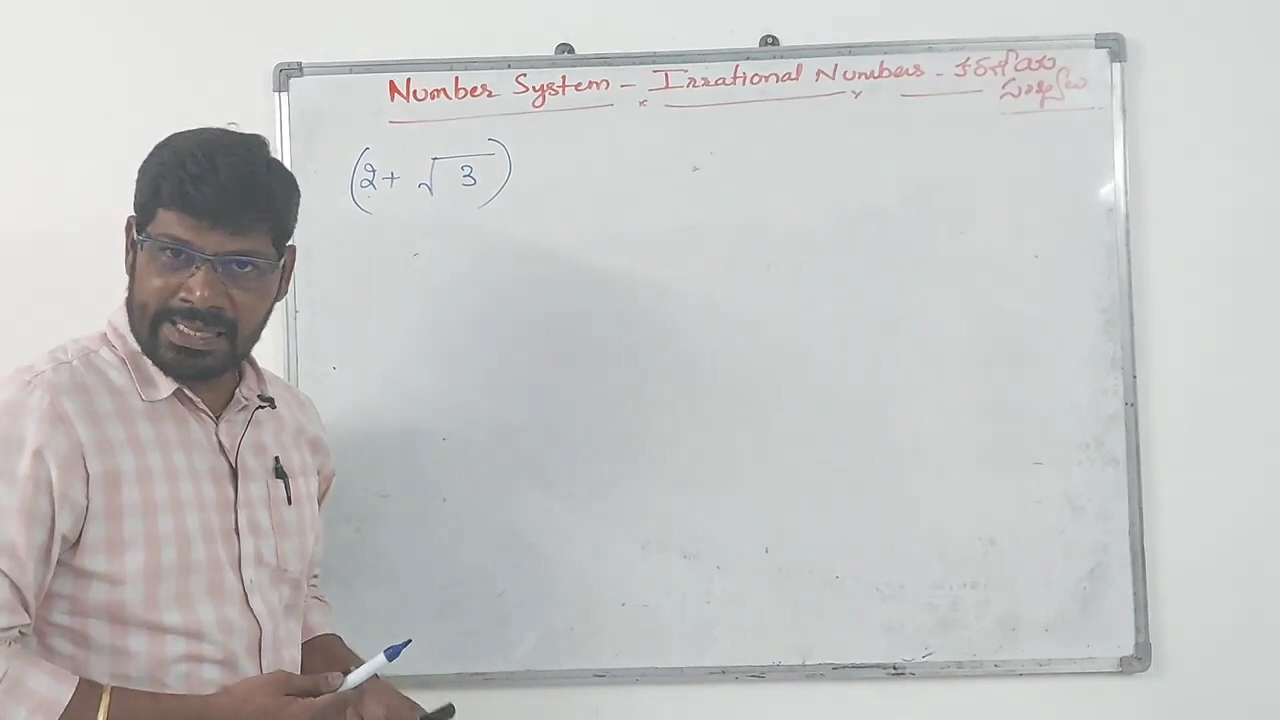 Number System - Irrational Numbers - కరణీయ
సంఖ్యలు
(2 + √3)